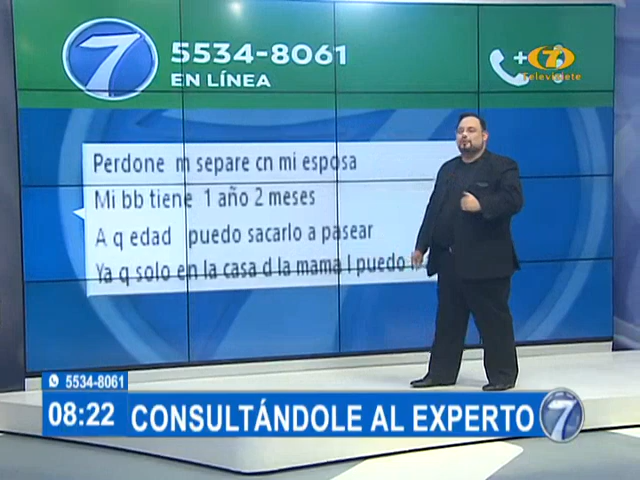 7
5534-8061
EN LÍNEA
+
7
Televisiete
Perdone m separe cn mi esposa
Mi bb tiene 1 año 2 meses
A q edad puedo sacarlo a pasear
Ya q solo en la casa d la mama l puedo
5534-8061
08:22 CONSULTÁNDOLE AL EXPERTO 7